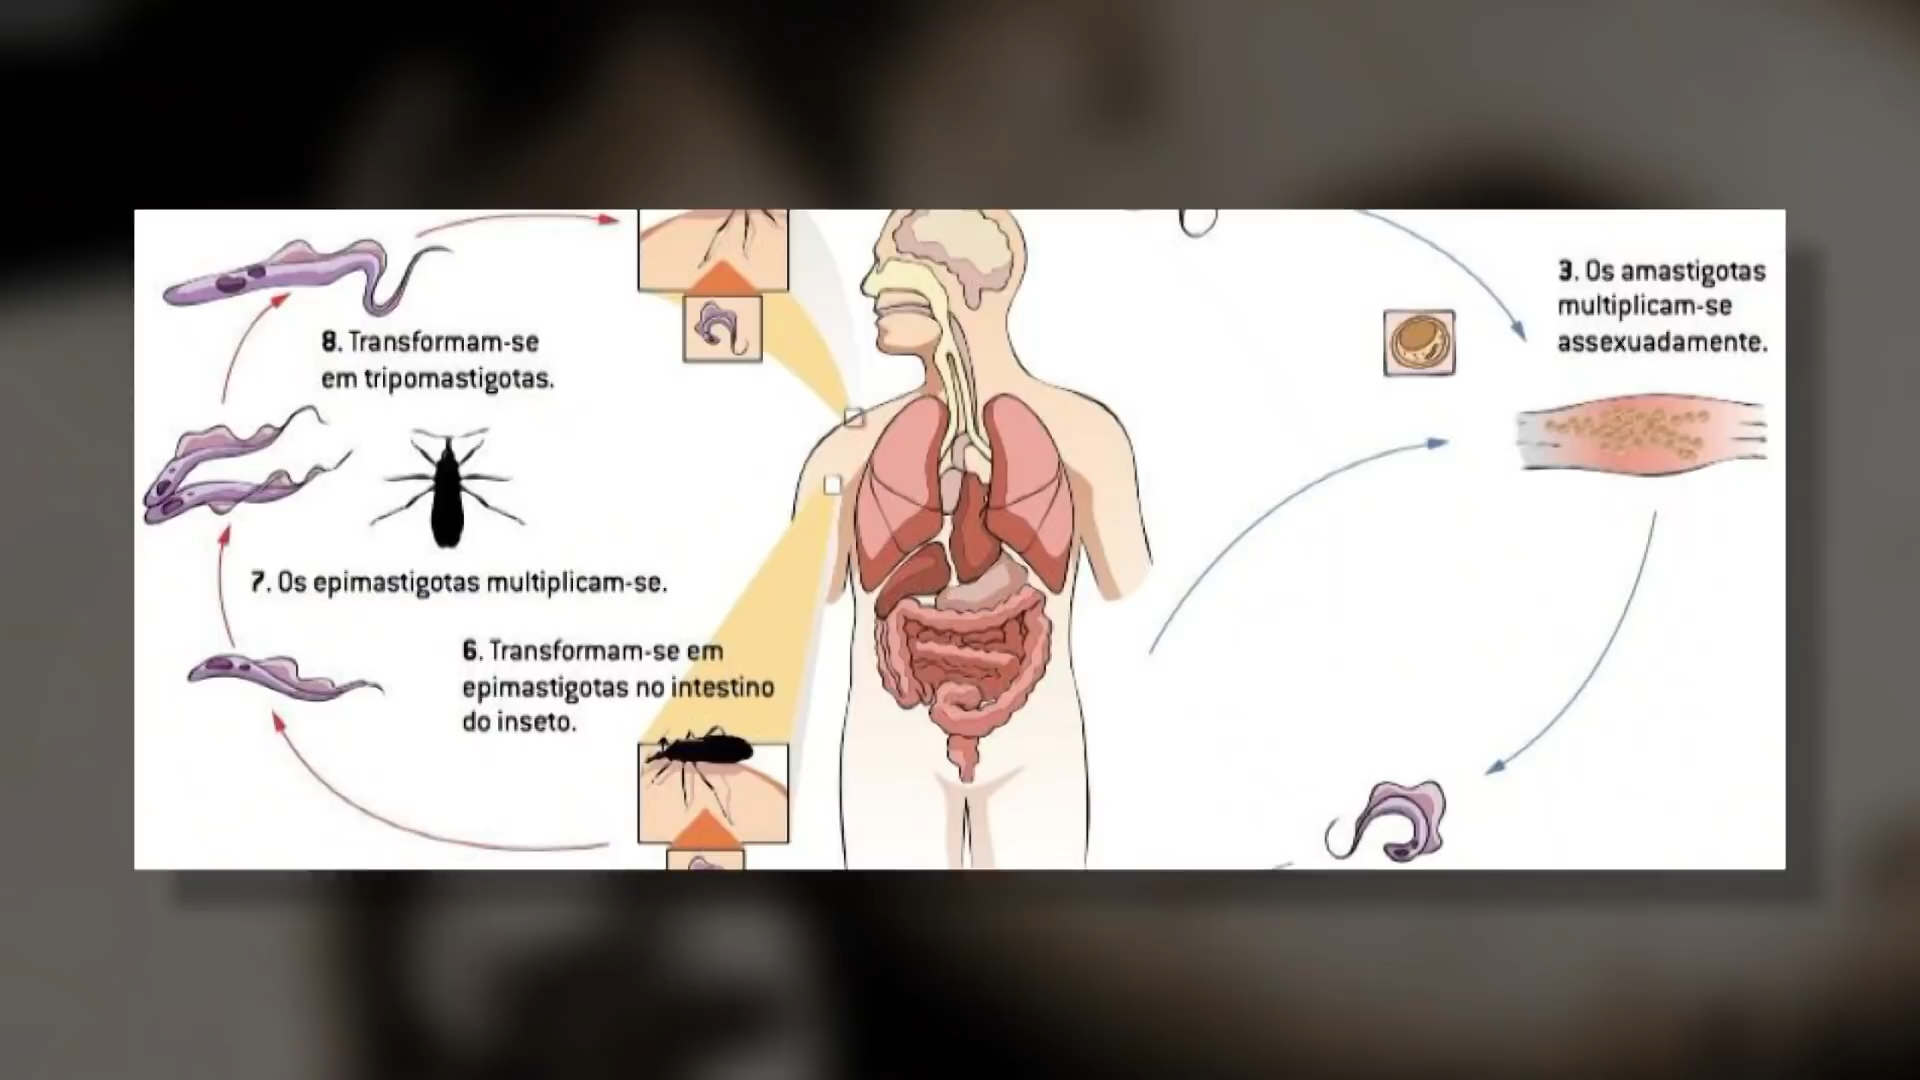 3. Os amastigotas
multiplicam-se
assexuadamente.
8. Transformam-se
em tripomastigotas.
7. Os epimastigotas multiplicam-se.
6. Transformam-se em
epimastigotas no intestino
do inseto.